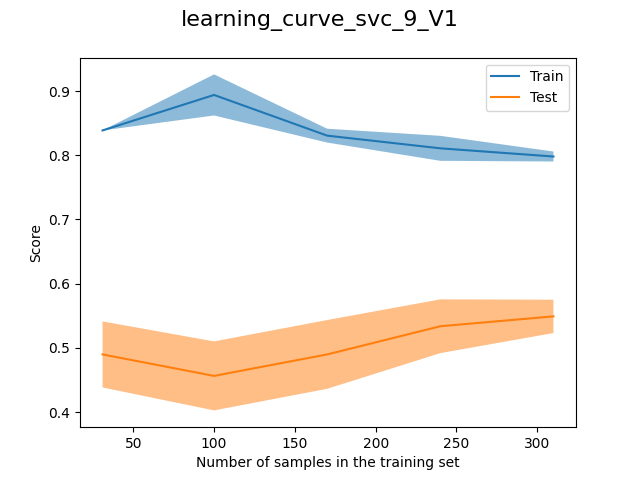 learning_curve_svc_9_V1
Train
Test
Score
0.9
0.8
0.7
0.6
0.5
0.4
50 100 150 200 250 300
Number of samples in the training set